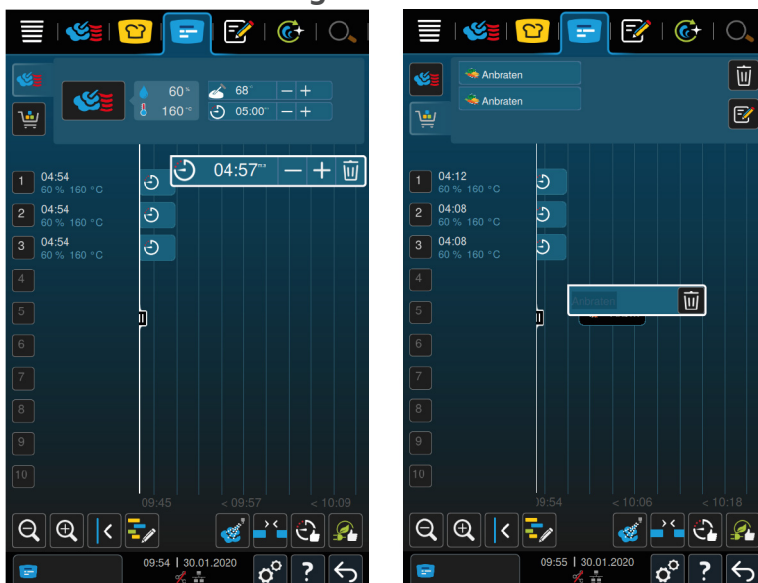 60 %
160 °C
68 °
05:00 m:s
04:57 m:s
1 04:54
60 % 160 °C
2 04:54
60 % 160 °C
3 04:54
60 % 160 °C
4
5
6
7
8
9
10
09:45 < 09:57 < 10:09
09:54 | 30.01.2020
?
Anbraten
Anbraten
1 04:12
60 % 160 °C
2 04:08
60 % 160 °C
3 04:08
60 % 160 °C
4
Anbraten
5
6
7
8
9
10
09:54 < 10:06 < 10:18
09:55 | 30.01.2020
?